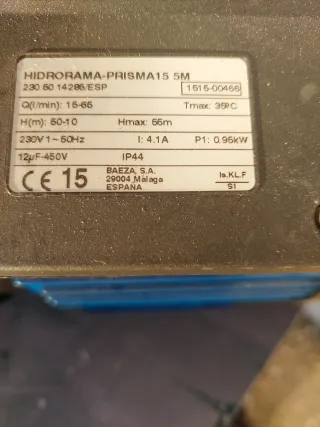 HIDRORAMA-PRISMA15 5M
230 50 14286/ESP 1515-00466
Q(l/min): 15-65 Tmax: 35ºC
H(m): 50-10 Hmax: 55m
230V 1~50Hz I: 4.1A P1: 0.95kW
12µF-450V IP44
CE 15 BAEZA, S.A.
29004 Málaga
ESPAÑA
Is.KL.F
S1